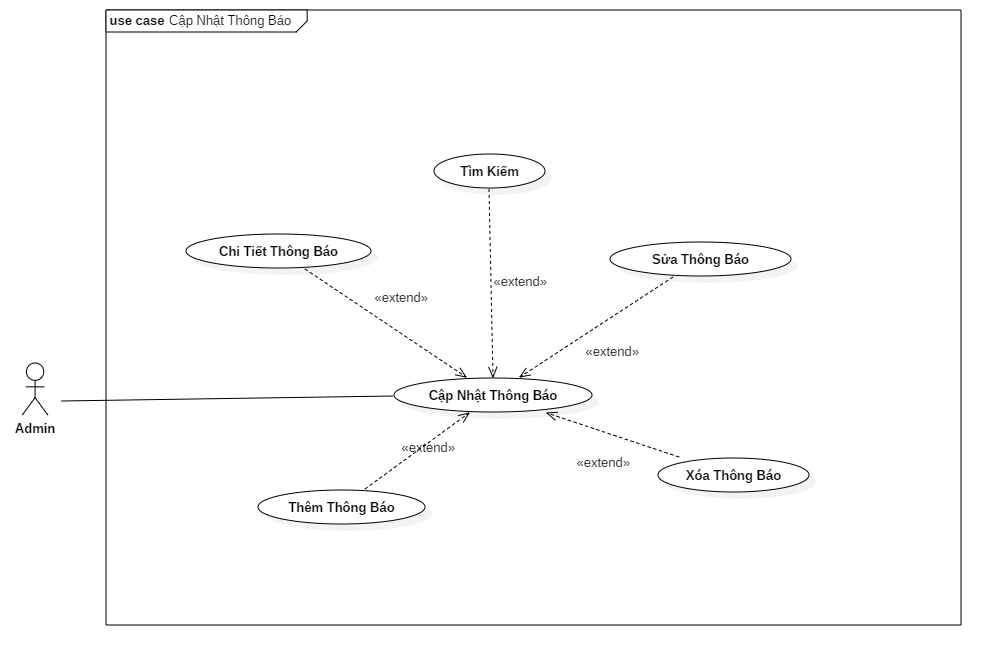 use case Cập Nhật Thông Báo
Tìm Kiếm
Chi Tiết Thông Báo
Sửa Thông Báo
«extend»
«extend»
«extend»
Cập Nhật Thông Báo
Admin
«extend»
«extend»
Xóa Thông Báo
Thêm Thông Báo